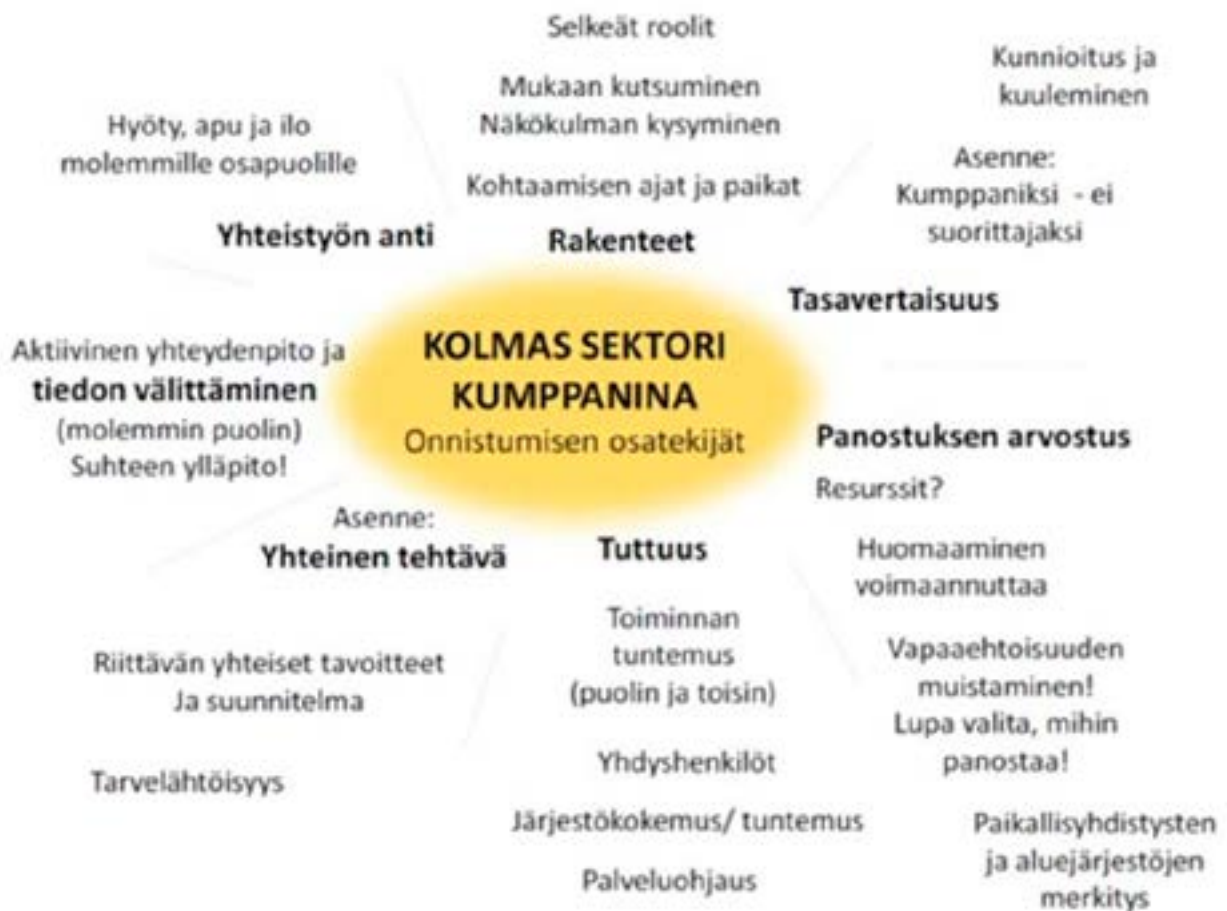 Selkeät roolit
Mukaan kutsuminen
Näkökulman kysyminen
Kohtaamisen ajat ja paikat
Rakenteet
Kunnioitus ja
kuuleminen
Asenne:
Kumppaniksi - ei
suorittajaksi
Tasavertaisuus
Hyöty, apu ja ilo
molemmille osapuolille
Yhteistyön anti
KOLMAS SEKTORI
KUMPPANINA
Onnistumisen osatekijät
Aktiivinen yhteydenpito ja
tiedon välittäminen
(molemmin puolin)
Suhteen ylläpito!
Panostuksen arvostus
Resurssit?
Huomaaminen
voimaannuttaa
Vapaaehtoisuuden
muistaminen!
Lupa valita, mihin
panostaa!
Paikallisyhdistysten
ja aluejärjestöjen
merkitys
Asenne:
Yhteinen tehtävä
Riittävän yhteiset tavoitteet
Ja suunnitelma
Tarvelähtöisyys
Tuttuus
Toiminnan
tuntemus
(puolin ja toisin)
Yhdyshenkilöt
Järjestökokemus/ tuntemus
Palveluohjaus